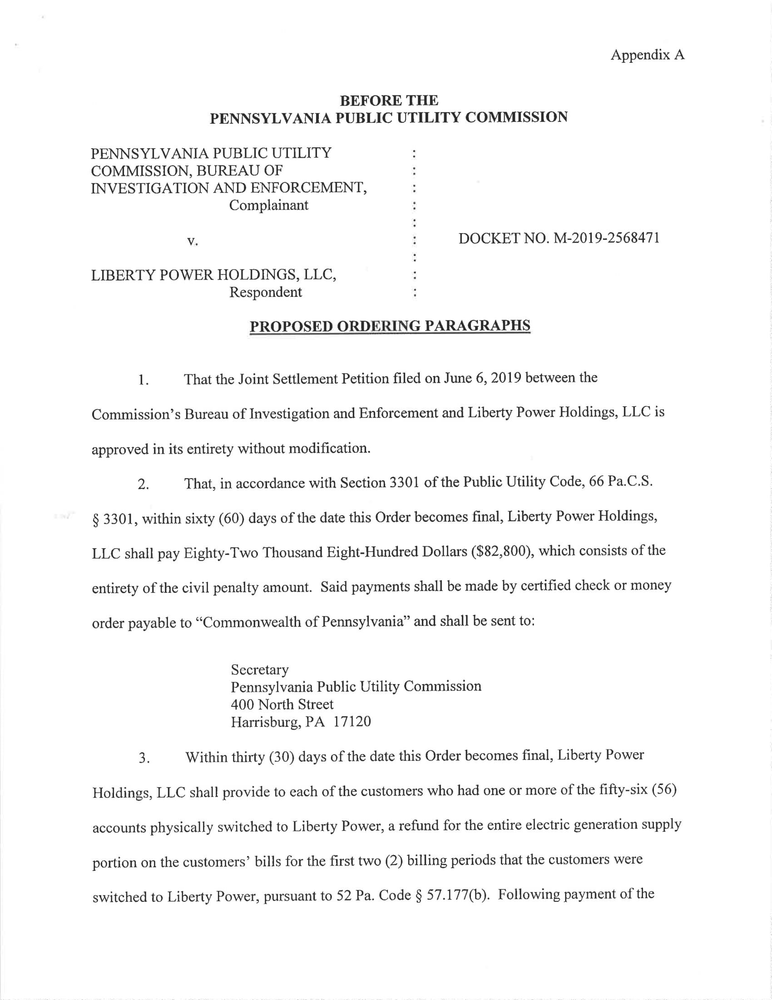 Appendix A
BEFORE THE
PENNSYLVANIA PUBLIC UTILITY COMMISSION
PENNSYLVANIA PUBLIC UTILITY :
COMMISSION, BUREAU OF :
INVESTIGATION AND ENFORCEMENT, :
Complainant :
:
v. : DOCKET NO. M-2019-2568471
:
LIBERTY POWER HOLDINGS, LLC, :
Respondent :
PROPOSED ORDERING PARAGRAPHS
1. That the Joint Settlement Petition filed on June 6, 2019 between the
Commission’s Bureau of Investigation and Enforcement and Liberty Power Holdings, LLC is
approved in its entirety without modification.
2. That, in accordance with Section 3301 of the Public Utility Code, 66 Pa.C.S.
§ 3301, within sixty (60) days of the date this Order becomes final, Liberty Power Holdings,
LLC shall pay Eighty-Two Thousand Eight-Hundred Dollars ($82,800), which consists of the
entirety of the civil penalty amount.  Said payments shall be made by certified check or money
order payable to “Commonwealth of Pennsylvania” and shall be sent to:
Secretary
Pennsylvania Public Utility Commission
400 North Street
Harrisburg, PA  17120
3. Within thirty (30) days of the date this Order becomes final, Liberty Power
Holdings, LLC shall provide to each of the customers who had one or more of the fifty-six (56)
accounts physically switched to Liberty Power, a refund for the entire electric generation supply
portion on the customers’ bills for the first two (2) billing periods that the customers were
switched to Liberty Power, pursuant to 52 Pa. Code § 57.177(b).  Following payment of the